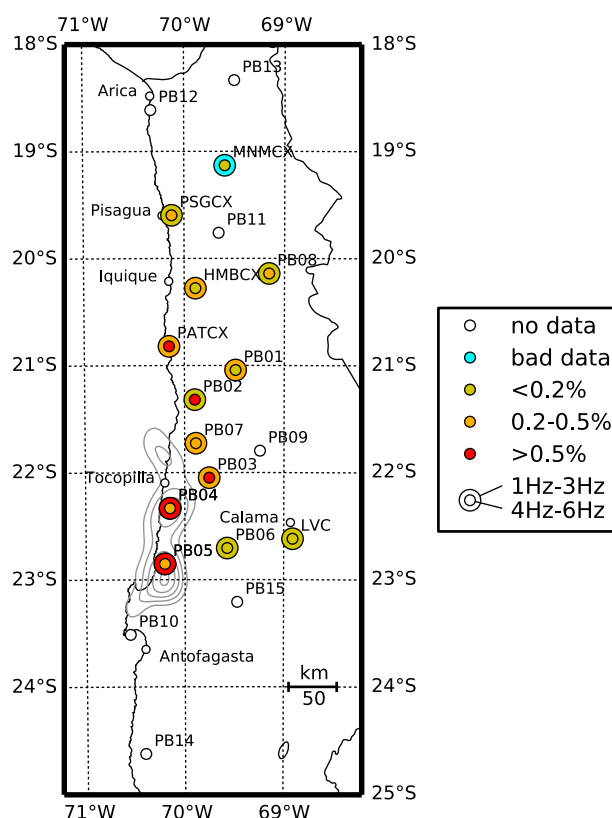 71°W 70°W 69°W
18°S 18°S
PB13
Arica PB12
19°S 19°S
MNMCX
PSGCX
Pisagua
PB11
20°S 20°S
PB08
Iquique HMBCX
PATCX
21°S 21°S
PB01
PB02
PB07
PB09
22°S 22°S
PB03
Tocopilla
PB04
Calama LVC
PB06
PB05
23°S 23°S
PB15
PB10
Antofagasta
km
24°S 24°S
50
PB14
25°S 25°S
71°W 70°W 69°W
no data
bad data
<0.2%
0.2-0.5%
>0.5%
1Hz-3Hz
4Hz-6Hz